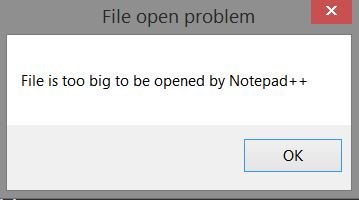 File open problem
File is too big to be opened by Notepad++
OK